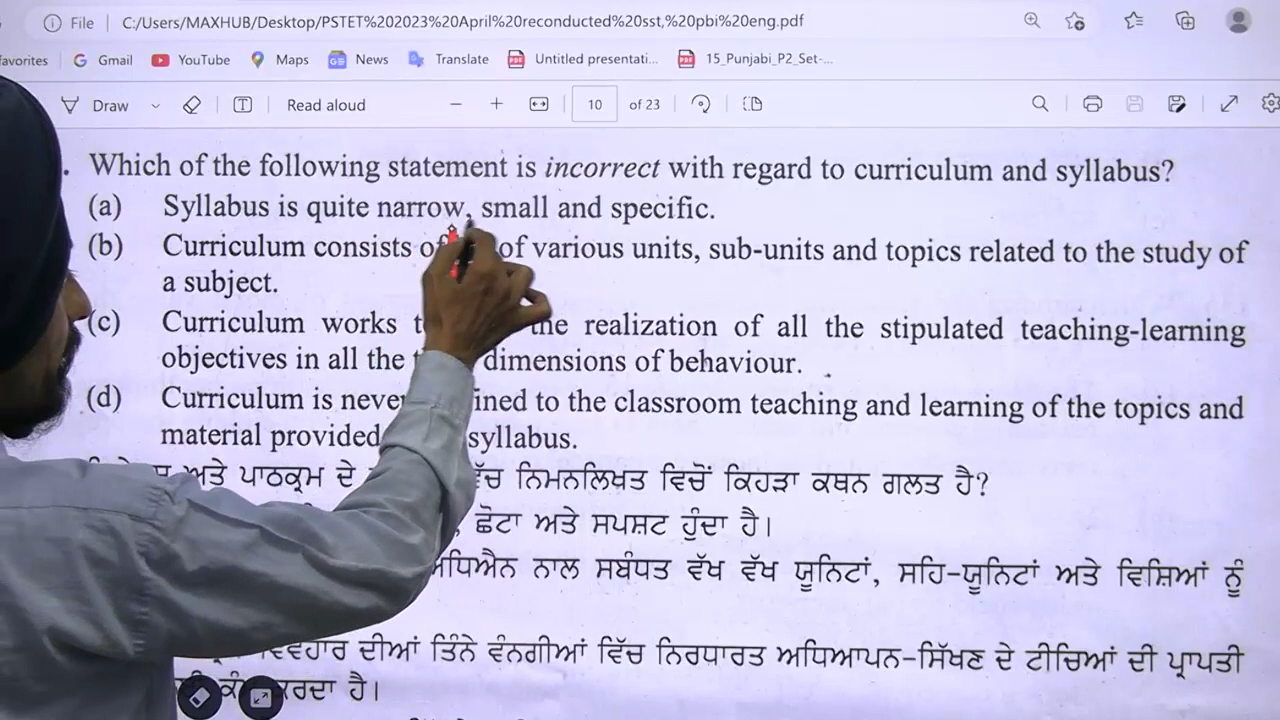 File C:/Users/MAXHUB/Desktop/PSTET%202023%20April%20reconducted%20sst,%20pbi%20eng.pdf
avorites Gmail YouTube Maps News Translate Untitled presentati... 15_Punjabi_P2_Set-...
Draw Read aloud 10 of 23
. Which of the following statement is incorrect with regard to curriculum and syllabus?
(a) Syllabus is quite narrow, small and specific.
(b) Curriculum consists of of various units, sub-units and topics related to the study of
a subject.
(c) Curriculum works the realization of all the stipulated teaching-learning
objectives in all the dimensions of behaviour.
(d) Curriculum is never to the classroom teaching and learning of the topics and
material provided syllabus.
ਅਤੇ ਪਾਠਕ੍ਰਮ ਦੇ ਵਿੱਚ ਨਿਮਨਲਿਖਤ ਵਿਚੋਂ ਕਿਹੜਾ ਕਥਨ ਗਲਤ ਹੈ?
, ਛੋਟਾ ਅਤੇ ਸਪਸ਼ਟ ਹੁੰਦਾ ਹੈ।
ਅਧਿਐਨ ਨਾਲ ਸਬੰਧਤ ਵੱਖ ਵੱਖ ਯੂਨਿਟਾਂ, ਸਹਿ-ਯੂਨਿਟਾਂ ਅਤੇ ਵਿਸ਼ਿਆਂ ਨੂੰ
ਵਿਵਹਾਰ ਦੀਆਂ ਤਿੰਨੇ ਵੰਨਗੀਆਂ ਵਿੱਚ ਨਿਰਧਾਰਤ ਅਧਿਆਪਨ-ਸਿੱਖਣ ਦੇ ਟੀਚਿਆਂ ਦੀ ਪ੍ਰਾਪਤੀ
ਕਰਦਾ ਹੈ।